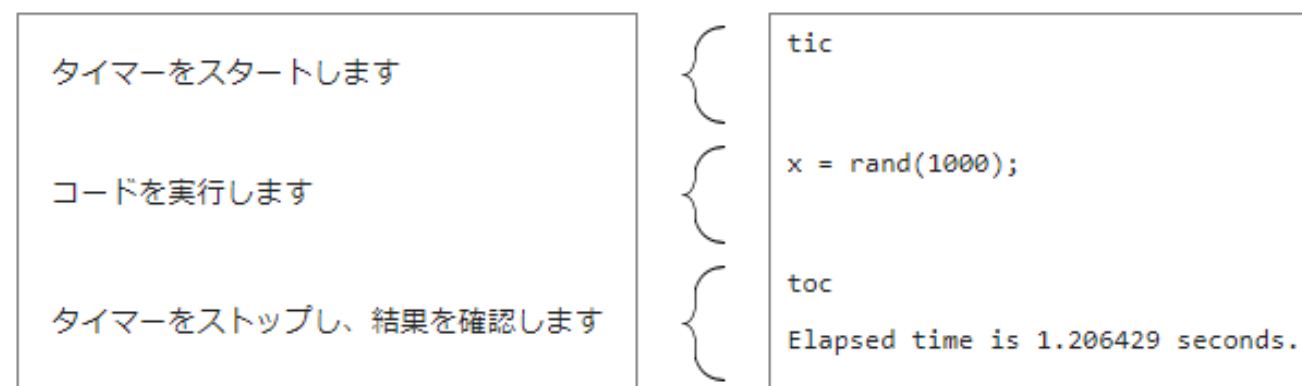 タイマーをスタートします
tic
コードを実行します
x = rand(1000);
タイマーをストップし、結果を確認します
toc
Elapsed time is 1.206429 seconds.